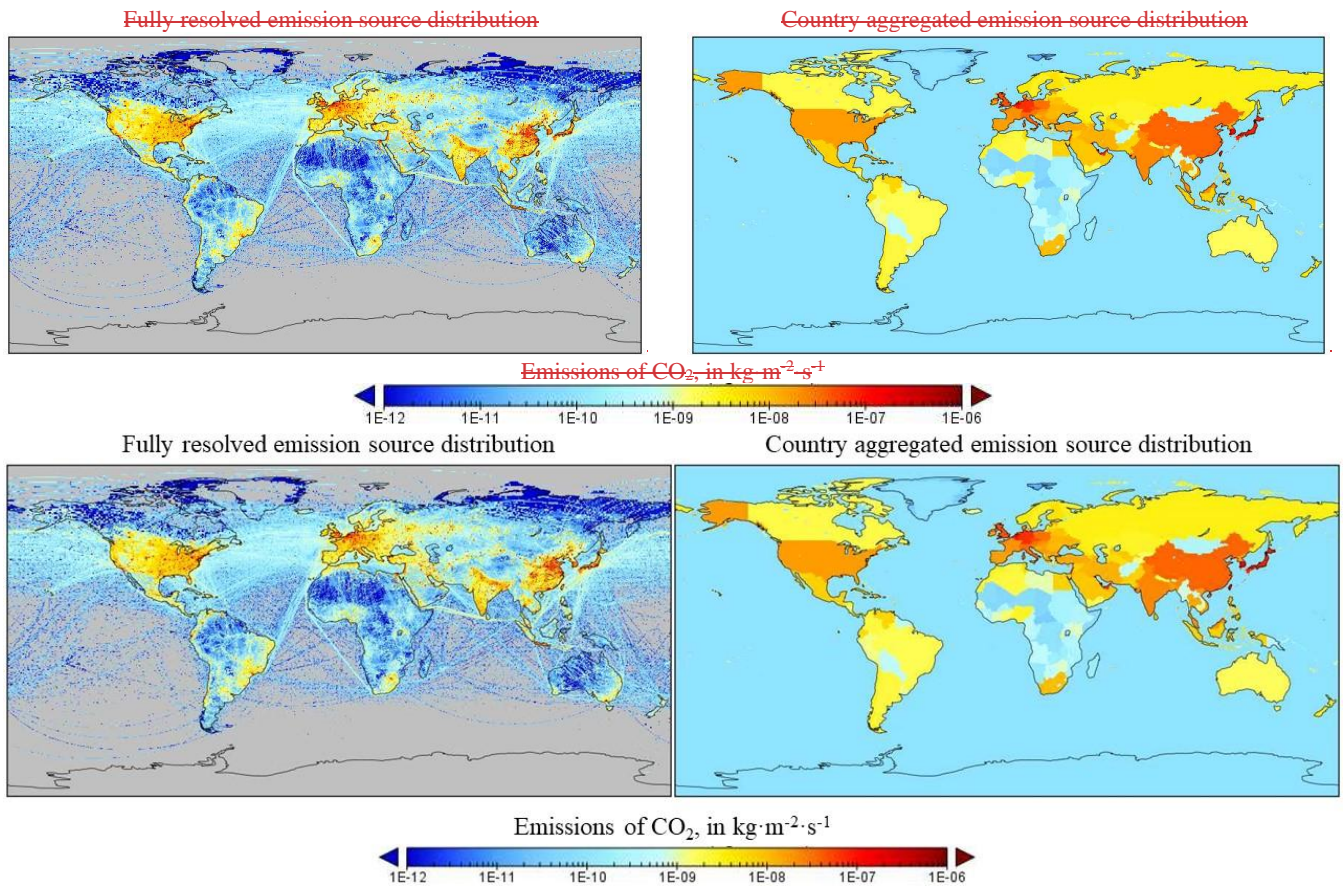 Fully resolved emission source distribution
Country aggregated emission source distribution
Emissions of CO₂, in kg m⁻² s⁻¹
1E-12 1E-11 1E-10 1E-09 1E-08 1E-07 1E-06
Fully resolved emission source distribution
Country aggregated emission source distribution
Emissions of CO₂, in kg·m⁻²·s⁻¹
1E-12 1E-11 1E-10 1E-09 1E-08 1E-07 1E-06